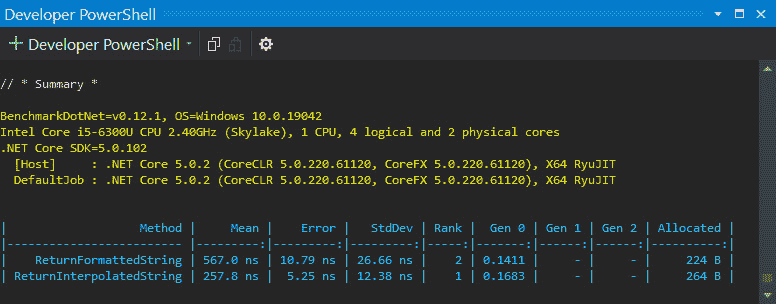 Developer PowerShell
Developer PowerShell
// * Summary *
BenchmarkDotNet=v0.12.1, OS=Windows 10.0.19042
Intel Core i5-6300U CPU 2.40GHz (Skylake), 1 CPU, 4 logical and 2 physical cores
.NET Core SDK=5.0.102
  [Host]     : .NET Core 5.0.2 (CoreCLR 5.0.220.61120, CoreFX 5.0.220.61120), X64 RyuJIT
  DefaultJob : .NET Core 5.0.2 (CoreCLR 5.0.220.61120, CoreFX 5.0.220.61120), X64 RyuJIT
|                   Method |     Mean |    Error |   StdDev | Rank |  Gen 0 | Gen 1 | Gen 2 | Allocated |
|------------------------- |---------:|---------:|---------:|-----:|-------:|------:|------:|----------:|
|    ReturnFormattedString | 567.0 ns | 10.79 ns | 26.66 ns |    2 | 0.1411 |     - |     - |     224 B |
| ReturnInterpolatedString | 257.8 ns |  5.25 ns | 12.38 ns |    1 | 0.1683 |     - |     - |     264 B |